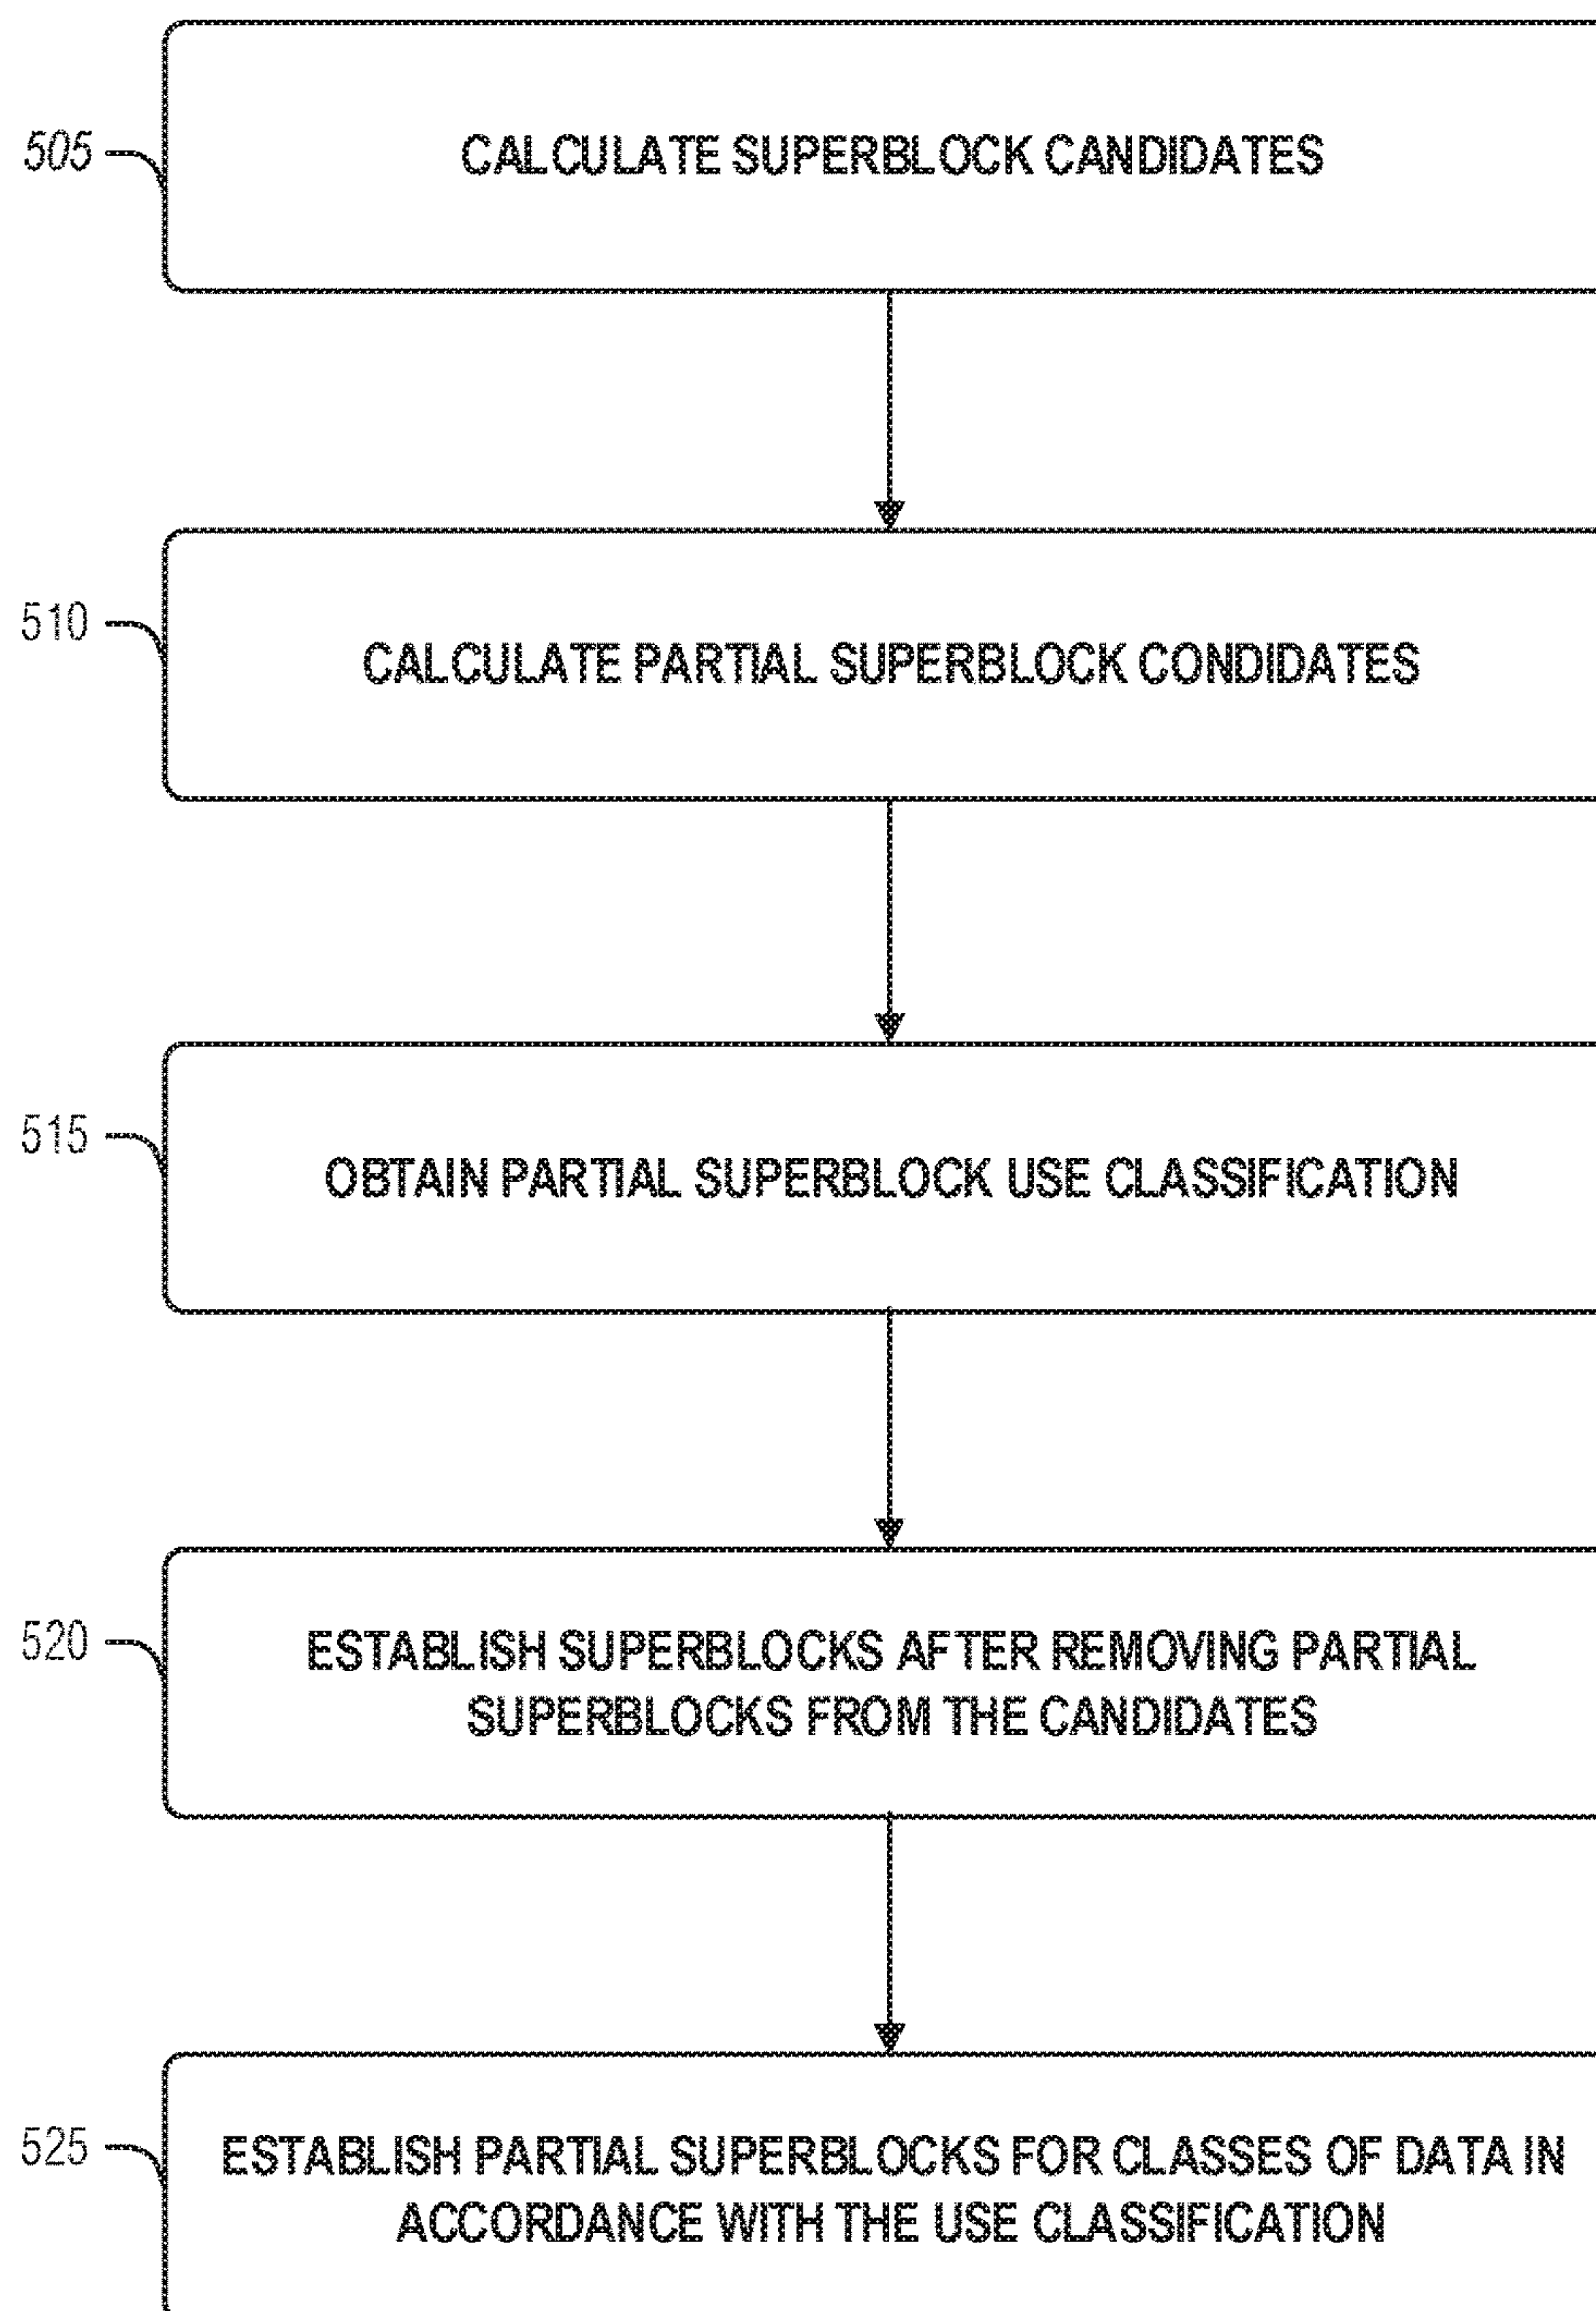 505
CALCULATE SUPERBLOCK CANDIDATES
510
CALCULATE PARTIAL SUPERBLOCK CONDIDATES
515
OBTAIN PARTIAL SUPERBLOCK USE CLASSIFICATION
520
ESTABLISH SUPERBLOCKS AFTER REMOVING PARTIAL
SUPERBLOCKS FROM THE CANDIDATES
525
ESTABLISH PARTIAL SUPERBLOCKS FOR CLASSES OF DATA IN
ACCORDANCE WITH THE USE CLASSIFICATION